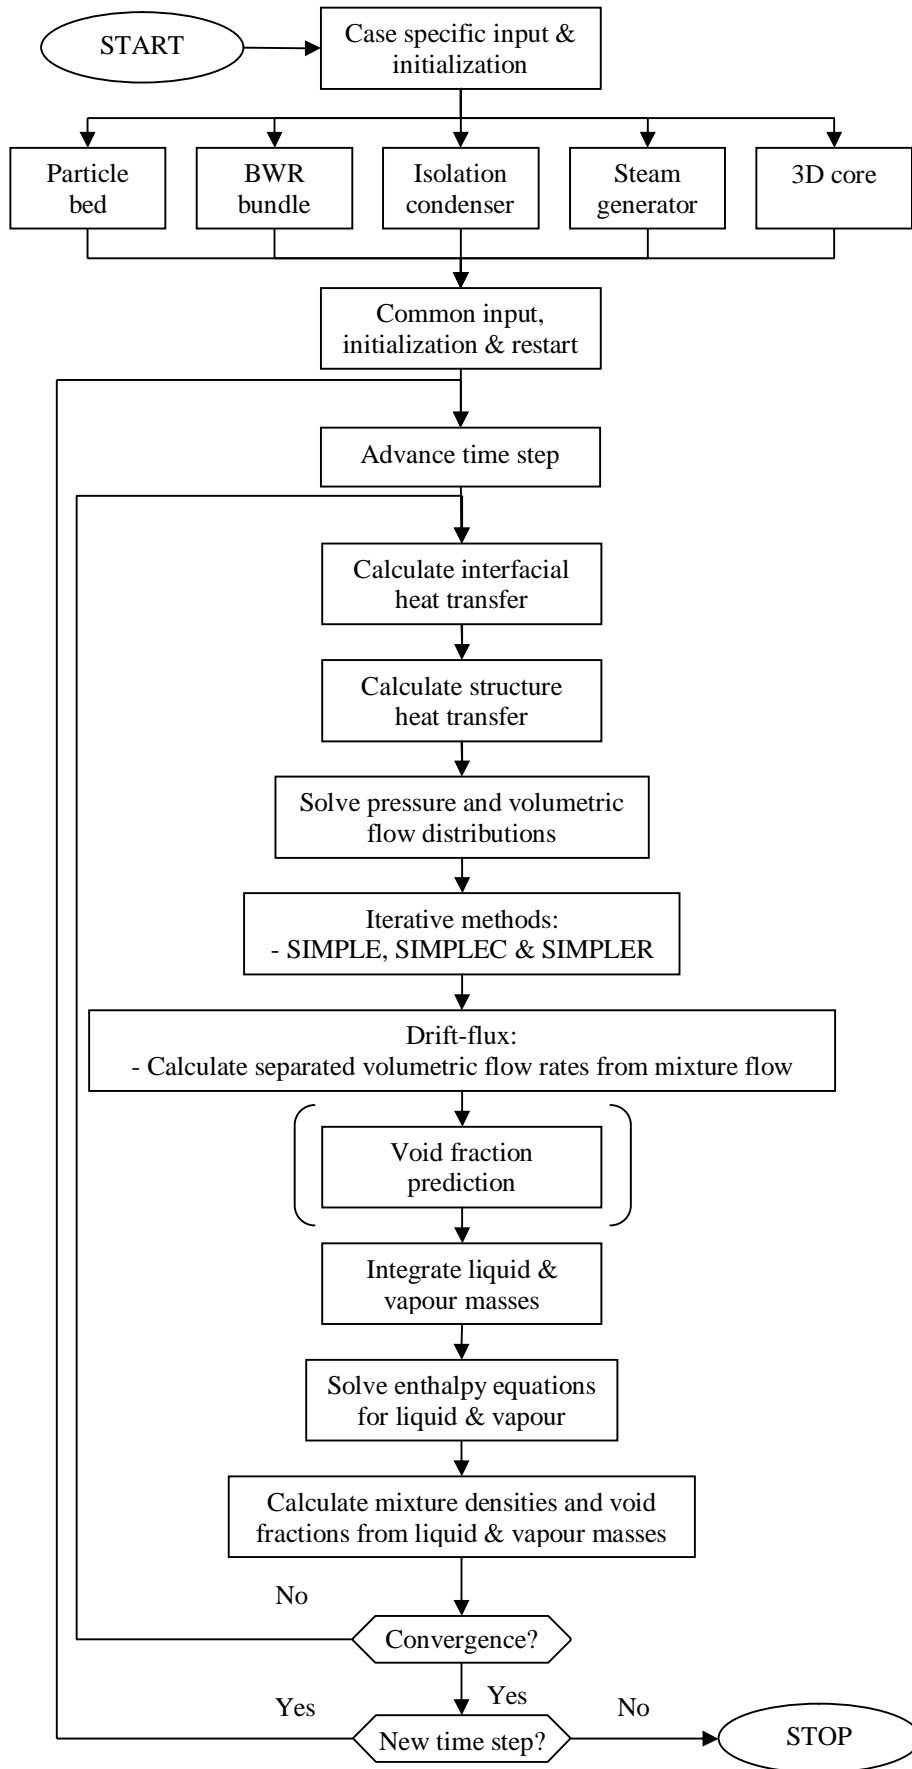 START
Case specific input &
initialization
Particle
bed
BWR
bundle
Isolation
condenser
Steam
generator
3D core
Common input,
initialization & restart
Advance time step
Calculate interfacial
heat transfer
Calculate structure
heat transfer
Solve pressure and volumetric
flow distributions
Iterative methods:
- SIMPLE, SIMPLEC & SIMPLER
Drift-flux:
- Calculate separated volumetric flow rates from mixture flow
Void fraction
prediction
Integrate liquid &
vapour masses
Solve enthalpy equations
for liquid & vapour
Calculate mixture densities and void
fractions from liquid & vapour masses
No
Convergence?
Yes
Yes
No
New time step?
STOP